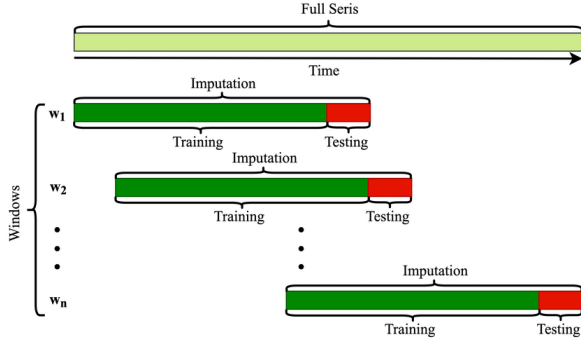 Full Seris
Time
Imputation
w1
Training Testing
Imputation
w2
Training Testing
Windows
Imputation
wn
Training Testing